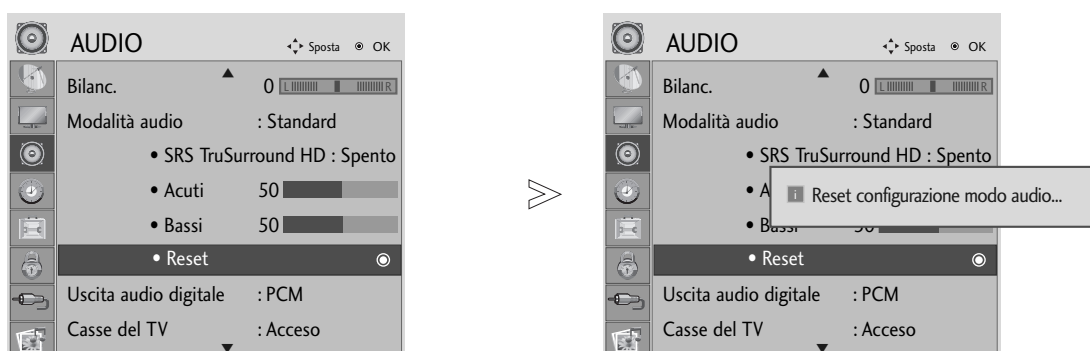 AUDIO
Sposta OK
Bilanc. 0 L R
Modalità audio : Standard
• SRS TruSurround HD : Spento
• Acuti 50
• Bassi 50
• Reset
Uscita audio digitale : PCM
Casse del TV : Acceso
AUDIO
Sposta OK
Bilanc. 0 L R
Modalità audio : Standard
• SRS TruSurround HD : Spento
• A
i Reset configurazione modo audio...
• Bassi 50
• Reset
Uscita audio digitale : PCM
Casse del TV : Acceso